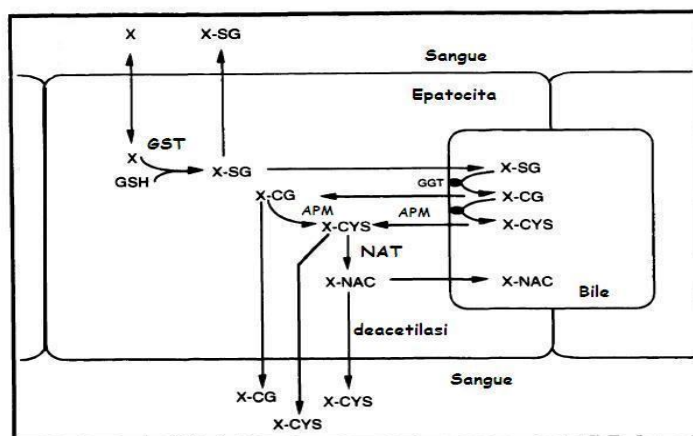 X X-SG
Sangue
Epatocita
GST
X
GSH
X-SG
X-SG
GGT
X-CG
X-CG
APM
APM
X-CYS
X-CYS
NAT
X-NAC
X-NAC
Bile
deacetilasi
Sangue
X-CG
X-CYS
X-CYS